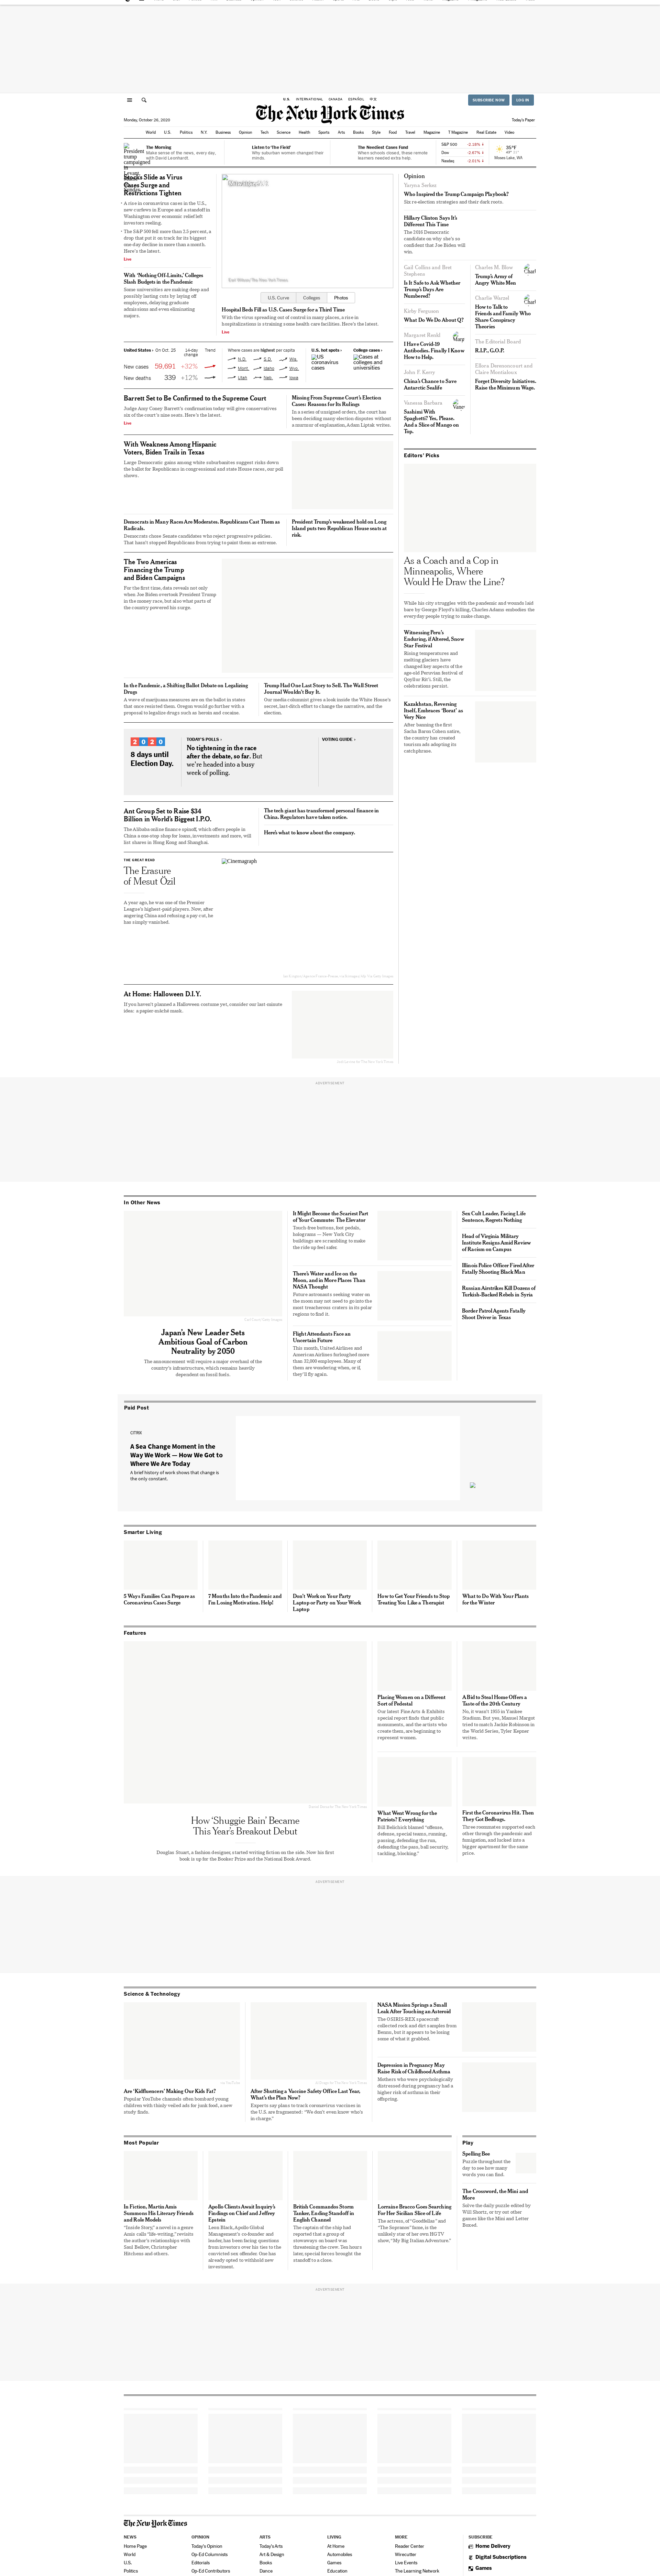 U.S.
INTERNATIONAL
CANADA
ESPAÑOL
中文
SUBSCRIBE NOW
LOG IN
The New York Times
Monday, October 26, 2020
Today's Paper
World
U.S.
Politics
N.Y.
Business
Opinion
Tech
Science
Health
Sports
Arts
Books
Style
Food
Travel
Magazine
T Magazine
Real Estate
Video
The Morning
Make sense of the news, every day, with David Leonhardt.
Listen to 'The Field'
Why suburban women changed their minds.
The Neediest Cases Fund
When schools closed, these remote learners needed extra help.
Stocks Slide as Virus
Cases Surge and
Restrictions Tighten
A rise in coronavirus cases in the U.S.,
new curfews in Europe and a standoff in
Washington over economic relief left
investors reeling.
The S&P 500 fell more than 2.5 percent, a
drop that put it on track for its biggest
one-day decline in more than a month.
Here's the latest.
Live
With 'Nothing Off-Limits,' Colleges
Slash Budgets in the Pandemic
Some universities are making deep and
possibly lasting cuts by laying off
employees, delaying graduate
admissions and even eliminating
majors.
U.S. Curve
Colleges
Photos
Hospital Beds Fill as U.S. Cases Surge for a Third Time
With the virus spreading out of control in many places, a rise in
hospitalizations is straining some health care facilities. Here's the latest.
Live
United States › On Oct. 25
14-day change
Trend
New cases 59,691 +32%
New deaths 339 +12%
Where cases are highest per capita
N.D.
S.D.
Wis.
Mont.
Idaho
Wyo.
Utah
Neb.
Iowa
U.S. hot spots ›
US coronavirus cases
College cases ›
Cases at colleges and universities
Barrett Set to Be Confirmed to the Supreme Court
Judge Amy Coney Barrett's confirmation today will give conservatives
six of the court's nine seats. Here's the latest.
Live
Missing From Supreme Court's Election
Cases: Reasons for Its Rulings
In a series of unsigned orders, the court has
been deciding many election disputes without
a murmur of explanation, Adam Liptak writes.
With Weakness Among Hispanic
Voters, Biden Trails in Texas
Large Democratic gains among white suburbanites suggest risks down
the ballot for Republicans in congressional and state House races, our poll
shows.
Democrats in Many Races Are Moderates. Republicans Cast Them as
Radicals.
Democrats chose Senate candidates who reject progressive policies.
That hasn't stopped Republicans from trying to paint them as extreme.
President Trump's weakened hold on Long
Island puts two Republican House seats at
risk.
The Two Americas
Financing the Trump
and Biden Campaigns
For the first time, data reveals not only
when Joe Biden overtook President Trump
in the money race, but also what parts of
the country powered his surge.
In the Pandemic, a Shifting Ballot Debate on Legalizing
Drugs
A wave of marijuana measures are on the ballot in states
that once resisted them. Oregon would go further with a
proposal to legalize drugs such as heroin and cocaine.
Trump Had One Last Story to Sell. The Wall Street
Journal Wouldn't Buy It.
Our media columnist gives a look inside the White House's
secret, last-ditch effort to change the narrative, and the
election.
2020
8 days until
Election Day.
TODAY'S POLLS ›
No tightening in the race
after the debate, so far. But
we're headed into a busy
week of polling.
VOTING GUIDE ›
Ant Group Set to Raise $34
Billion in World's Biggest I.P.O.
The Alibaba online finance spinoff, which offers people in
China a one-stop shop for loans, investments and more, will
list shares in Hong Kong and Shanghai.
The tech giant has transformed personal finance in
China. Regulators have taken notice.
Here's what to know about the company.
THE GREAT READ
The Erasure
of Mesut Özil
A year ago, he was one of the Premier
League's highest-paid players. Now, after
angering China and refusing a pay cut, he
has simply vanished.
Cinemagraph
At Home: Halloween D.I.Y.
If you haven't planned a Halloween costume yet, consider our last-minute
idea: a papier-mâché mask.
S&P 500 -2.18%
Dow -2.67%
Nasdaq -2.01%
35°F
Moses Lake, WA
Opinion
Yaryna Serkez
Who Inspired the Trump Campaign Playbook?
Six re-election strategies and their dark roots.
Hillary Clinton Says It's
Different This Time
The 2016 Democratic
candidate on why she's so
confident that Joe Biden will
win.
Gail Collins and Bret
Stephens
Is It Safe to Ask Whether
Trump's Days Are
Numbered?
Kirby Ferguson
What Do We Do About Q?
Margaret Renkl
I Have Covid-19
Antibodies. Finally I Know
How to Help.
John F. Kerry
China's Chance to Save
Antarctic Sealife
Vanessa Barbara
Sashimi With
Spaghetti? Yes, Please.
And a Slice of Mango on
Top.
Charles M. Blow
Trump's Army of
Angry White Men
Charlie Warzel
How to Talk to
Friends and Family Who
Share Conspiracy
Theories
The Editorial Board
R.I.P., G.O.P.
Forget Diversity Initiatives.
Raise the Minimum Wage.
Editors' Picks
As a Coach and a Cop in
Minneapolis, Where
Would He Draw the Line?
While his city struggles with the pandemic and wounds laid
bare by George Floyd's killing, Charles Adams embodies the
everyday people trying to make change.
Witnessing Peru's
Enduring, if Altered, Snow
Star Festival
Rising temperatures and
melting glaciers have
changed key aspects of the
age-old Peruvian festival of
Qoyllur Rit'i. Still, the
celebrations persist.
Kazakhstan, Reversing
Itself, Embraces 'Borat' as
Very Nice
After banning the first
Sacha Baron Cohen satire,
the country has created
tourism ads adopting its
catchphrase.
ADVERTISEMENT
In Other News
Japan's New Leader Sets
Ambitious Goal of Carbon
Neutrality by 2050
The announcement will require a major overhaul of the
country's infrastructure, which remains heavily
dependent on fossil fuels.
It Might Become the Scariest Part
of Your Commute: The Elevator
Touch-free buttons, foot pedals,
holograms — New York City
buildings are scrambling to make
the ride up feel safer.
There's Water and Ice on the
Moon, and in More Places Than
NASA Thought
Future astronauts seeking water on
the moon may not need to go into the
most treacherous craters in its polar
regions to find it.
Flight Attendants Face an
Uncertain Future
This month, United Airlines and
American Airlines furloughed more
than 32,000 employees. Many of
them are wondering when, or if,
they'll fly again.
Sex Cult Leader, Facing Life
Sentence, Regrets Nothing
Head of Virginia Military
Institute Resigns Amid Review
of Racism on Campus
Illinois Police Officer Fired After
Fatally Shooting Black Man
Russian Airstrikes Kill Dozens of
Turkish-Backed Rebels in Syria
Border Patrol Agents Fatally
Shoot Driver in Texas
Paid Post
CITRIX
A Sea Change Moment in the
Way We Work — How We Got to
Where We Are Today
A brief history of work shows that change is
the only constant.
Smarter Living
5 Ways Families Can Prepare as
Coronavirus Cases Surge
7 Months Into the Pandemic and
I'm Losing Motivation. Help!
Don't Work on Your Party
Laptop or Party on Your Work
Laptop
How to Get Your Friends to Stop
Treating You Like a Therapist
What to Do With Your Plants
for the Winter
Features
How 'Shuggie Bain' Became
This Year's Breakout Debut
Douglas Stuart, a fashion designer, started writing fiction on the side. Now his first
book is up for the Booker Prize and the National Book Award.
Placing Women on a Different
Sort of Pedestal
Our latest Fine Arts & Exhibits
special report finds that public
monuments, and the artists who
create them, are beginning to
represent women.
A Bid to Steal Home Offers a
Taste of the 20th Century
No, it wasn't 1955 in Yankee
Stadium. But yes, Manuel Margot
tried to match Jackie Robinson in
the World Series, Tyler Kepner
writes.
What Went Wrong for the
Patriots? Everything
Bill Belichick blamed "offense,
defense, special teams, running,
passing, defending the run,
defending the pass, ball security,
tackling, blocking."
First the Coronavirus Hit. Then
They Got Bedbugs.
Three roommates supported each
other through the pandemic and
fumigation, and lucked into a
bigger apartment for the same
price.
ADVERTISEMENT
Science & Technology
Are 'Kidfluencers' Making Our Kids Fat?
Popular YouTube channels often bombard young
children with thinly veiled ads for junk food, a new
study finds.
After Shutting a Vaccine Safety Office Last Year,
What's the Plan Now?
Experts say plans to track coronavirus vaccines in
the U.S. are fragmented: "We don't even know who's
in charge."
NASA Mission Springs a Small
Leak After Touching an Asteroid
The OSIRIS-REX spacecraft
collected rock and dirt samples from
Bennu, but it appears to be losing
some of what it grabbed.
Depression in Pregnancy May
Raise Risk of Childhood Asthma
Mothers who were psychologically
distressed during pregnancy had a
higher risk of asthma in their
offspring.
Most Popular
In Fiction, Martin Amis
Summons His Literary Friends
and Role Models
"Inside Story," a novel in a genre
Amis calls "life-writing," revisits
the author's relationships with
Saul Bellow, Christopher
Hitchens and others.
Apollo Clients Await Inquiry's
Findings on Chief and Jeffrey
Epstein
Leon Black, Apollo Global
Management's co-founder and
leader, has been facing questions
from investors over his ties to the
convicted sex offender. One has
already opted to withhold new
investment.
British Commandos Storm
Tanker, Ending Standoff in
English Channel
The captain of the ship had
reported that a group of
stowaways on board was
threatening the crew. Ten hours
later, special forces brought the
standoff to a close.
Lorraine Bracco Goes Searching
For Her Sicilian Slice of Life
The actress, of "Goodfellas" and
"The Sopranos" fame, is the
unlikely star of her own HGTV
show, "My Big Italian Adventure."
Play
Spelling Bee
Puzzle throughout the
day to see how many
words you can find.
The Crossword, the Mini and
More
Solve the daily puzzle edited by
Will Shortz, or try out other
games like the Mini and Letter
Boxed.
ADVERTISEMENT
The New York Times
NEWS
Home Page
World
U.S.
Politics
OPINION
Today's Opinion
Op-Ed Columnists
Editorials
Op-Ed Contributors
ARTS
Today's Arts
Art & Design
Books
Dance
LIVING
At Home
Automobiles
Games
Education
MORE
Reader Center
Wirecutter
Live Events
The Learning Network
SUBSCRIBE
Home Delivery
Digital Subscriptions
Games